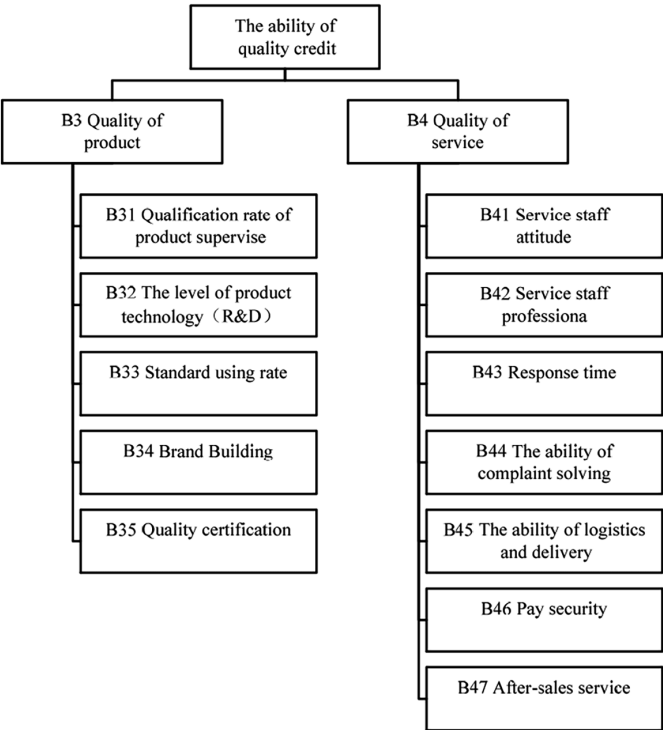 The ability of
quality credit
B3 Quality of
product
B4 Quality of
service
B31 Qualification rate of
product supervise
B32 The level of product
technology（R&D）
B33 Standard using rate
B34 Brand Building
B35 Quality certification
B41 Service staff
attitude
B42 Service staff
professiona
B43 Response time
B44 The ability of
complaint solving
B45 The ability of logistics
and delivery
B46 Pay security
B47 After-sales service